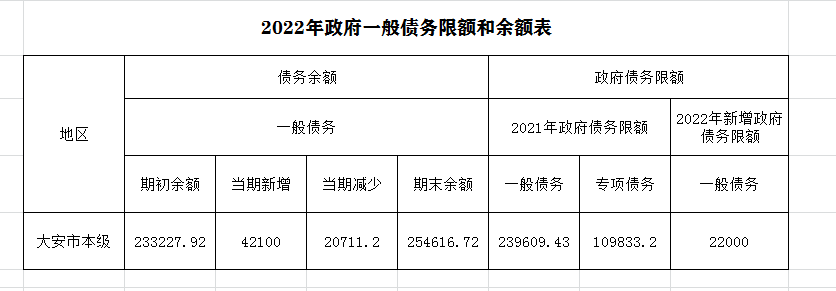 2022年政府一般债务限额和余额表
债务余额 政府债务限额
地区 一般债务 2021年政府债务限额 2022年新增政府
债务限额
期初余额 当期新增 当期减少 期末余额 一般债务 专项债务 一般债务
大安市本级 233227.92 42100 20711.2 254616.72 239609.43 109833.2 22000